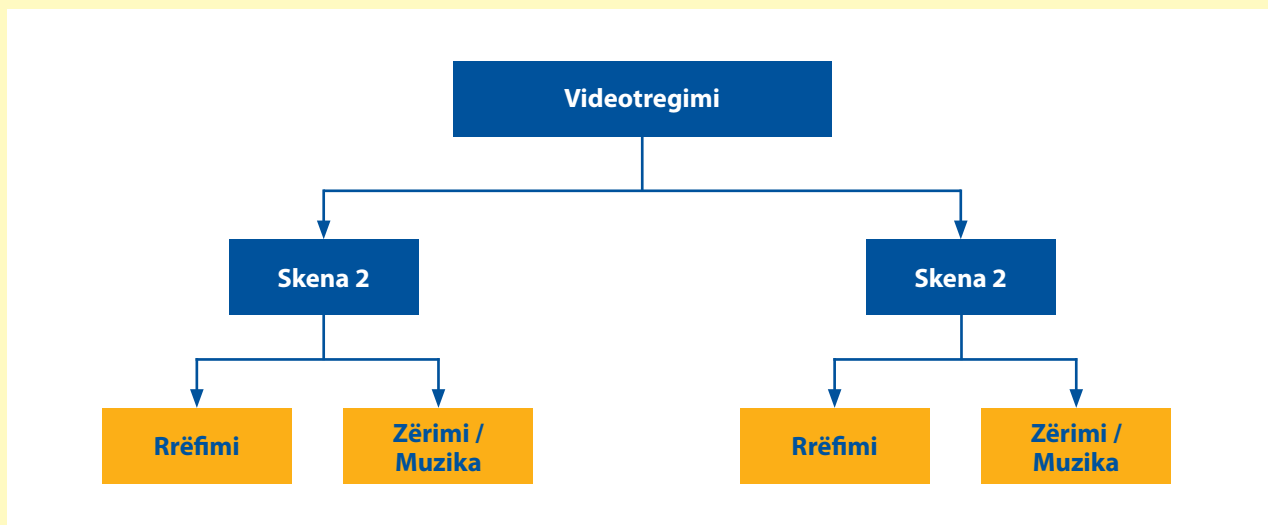 Videotregimi
Skena 2
Skena 2
Rrëfimi
Zërimi /
Muzika
Rrëfimi
Zërimi /
Muzika